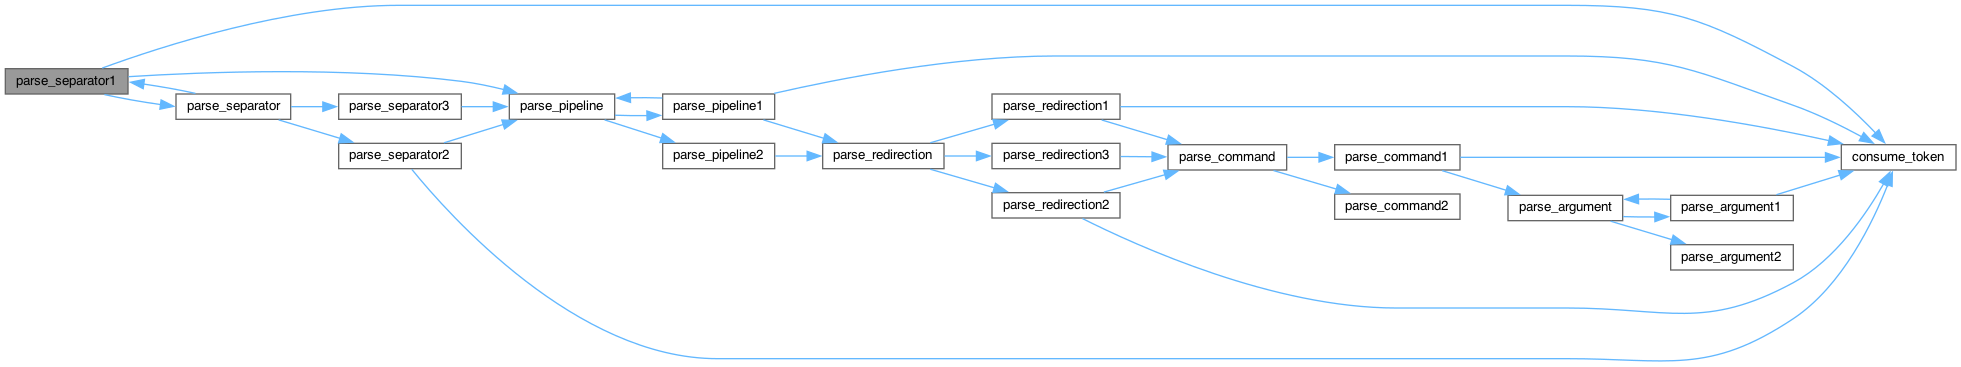 parse_separator1
parse_separator
parse_separator3
parse_separator2
parse_pipeline
parse_pipeline1
parse_pipeline2
parse_redirection
parse_redirection1
parse_redirection3
parse_redirection2
parse_command
parse_command1
parse_command2
parse_argument
parse_argument1
parse_argument2
consume_token